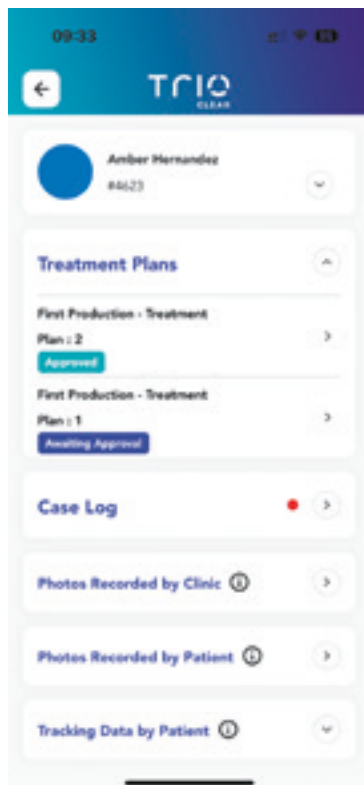 09:33
TRIO
CLEAR
Amber Hernandez
#4623
Treatment Plans
First Production - Treatment
Plan : 2
Approved
First Production - Treatment
Plan : 1
Awaiting Approval
Case Log
Photos Recorded by Clinic
Photos Recorded by Patient
Tracking Data by Patient